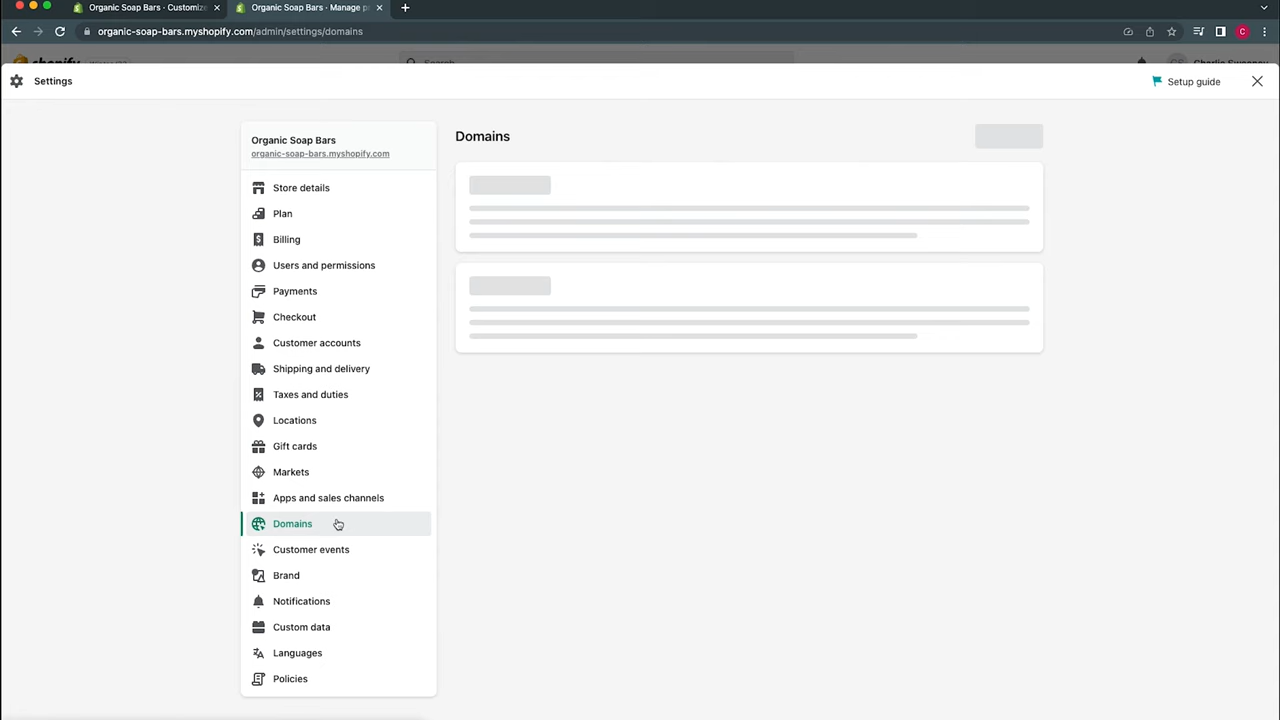 Organic Soap Bars · Customize
Organic Soap Bars · Manage p
organic-soap-bars.myshopify.com/admin/settings/domains
C
Search
Charlie Sweeney
Settings
Setup guide
Organic Soap Bars
organic-soap-bars.myshopify.com
Domains
Store details
Plan
Billing
Users and permissions
Payments
Checkout
Customer accounts
Shipping and delivery
Taxes and duties
Locations
Gift cards
Markets
Apps and sales channels
Domains
Customer events
Brand
Notifications
Custom data
Languages
Policies